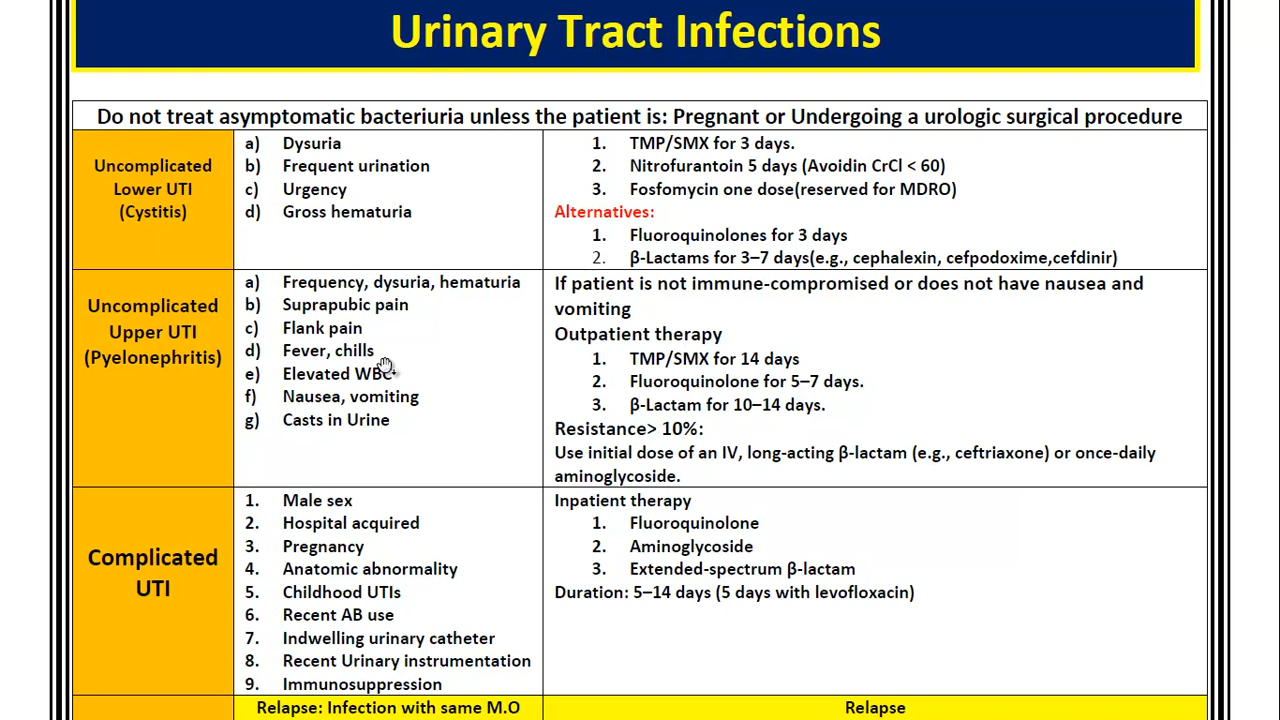 Urinary Tract Infections
Do not treat asymptomatic bacteriuria unless the patient is: Pregnant or Undergoing a urologic surgical procedure
Uncomplicated
Lower UTI
(Cystitis)
a) Dysuria
b) Frequent urination
c) Urgency
d) Gross hematuria
1. TMP/SMX for 3 days.
2. Nitrofurantoin 5 days (Avoidin CrCl < 60)
3. Fosfomycin one dose(reserved for MDRO)
Alternatives:
1. Fluoroquinolones for 3 days
2. β-Lactams for 3–7 days(e.g., cephalexin, cefpodoxime,cefdinir)
Uncomplicated
Upper UTI
(Pyelonephritis)
a) Frequency, dysuria, hematuria
b) Suprapubic pain
c) Flank pain
d) Fever, chills
e) Elevated WBC
f) Nausea, vomiting
g) Casts in Urine
If patient is not immune-compromised or does not have nausea and
vomiting
Outpatient therapy
1. TMP/SMX for 14 days
2. Fluoroquinolone for 5–7 days.
3. β-Lactam for 10–14 days.
Resistance> 10%:
Use initial dose of an IV, long-acting β-lactam (e.g., ceftriaxone) or once-daily
aminoglycoside.
Complicated
UTI
1. Male sex
2. Hospital acquired
3. Pregnancy
4. Anatomic abnormality
5. Childhood UTIs
6. Recent AB use
7. Indwelling urinary catheter
8. Recent Urinary instrumentation
9. Immunosuppression
Inpatient therapy
1. Fluoroquinolone
2. Aminoglycoside
3. Extended-spectrum β-lactam
Duration: 5–14 days (5 days with levofloxacin)
Relapse: Infection with same M.O
Relapse